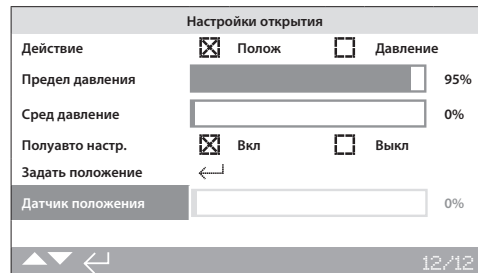 Настройки открытия
Действие Полож Давление
Предел давления 95%
Сред давление 0%
Полуавто настр. Вкл Выкл
Задать положение
Датчик положения 0%
12/12